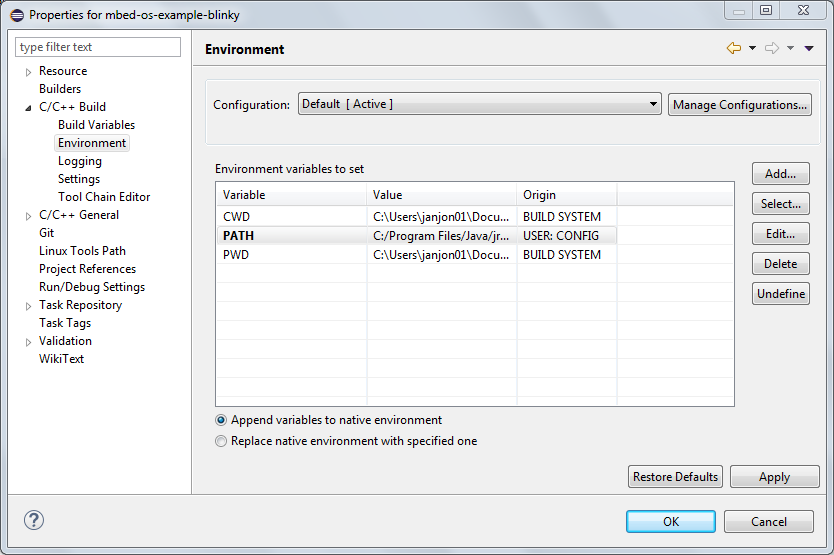 Properties for mbed-os-example-blinky
type filter text
Resource
Builders
C/C++ Build
Build Variables
Environment
Logging
Settings
Tool Chain Editor
C/C++ General
Git
Linux Tools Path
Project References
Run/Debug Settings
Task Repository
Task Tags
Validation
WikiText
Environment
Configuration: Default [ Active ] Manage Configurations...
Environment variables to set
Variable Value Origin
CWD C:\Users\janjon01\Docu... BUILD SYSTEM
PATH C:/Program Files/Java/jr... USER: CONFIG
PWD C:\Users\janjon01\Docu... BUILD SYSTEM
Add...
Select...
Edit...
Delete
Undefine
Append variables to native environment
Replace native environment with specified one
Restore Defaults Apply
? OK Cancel